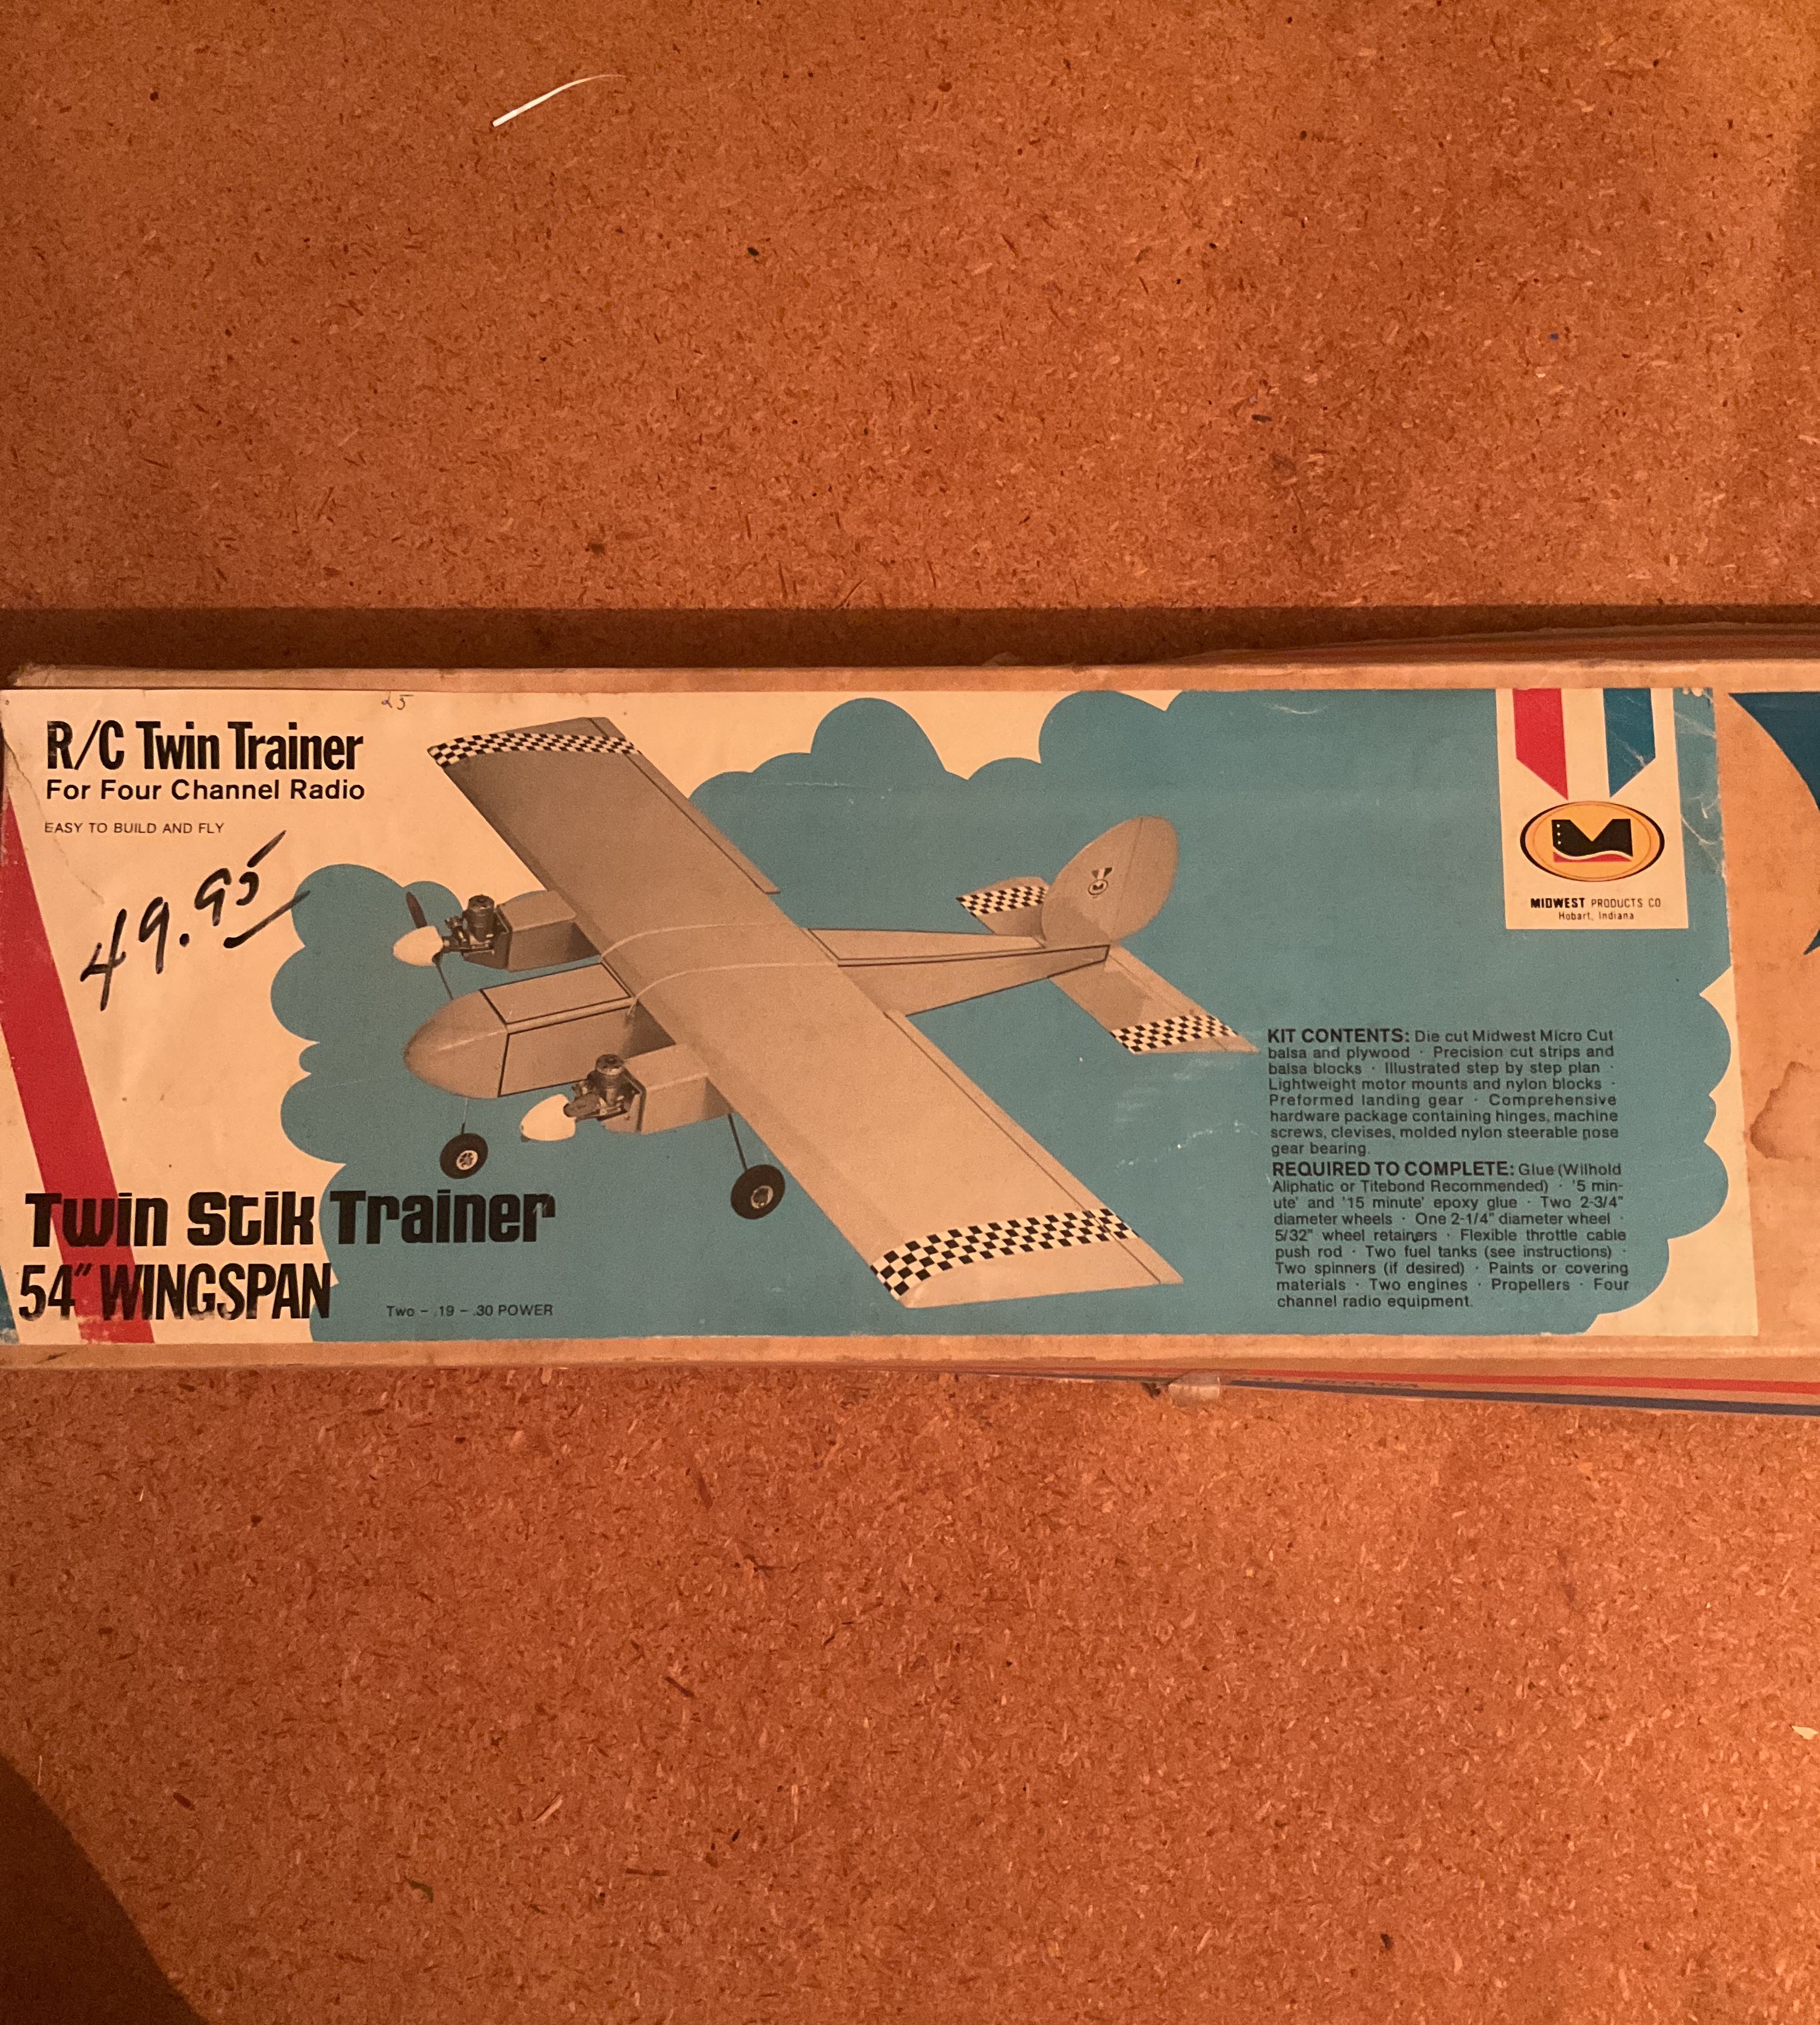 25
R/C Twin Trainer
For Four Channel Radio
EASY TO BUILD AND FLY
49.95
MIDWEST PRODUCTS CO
Hobart, Indiana
KIT CONTENTS: Die cut Midwest Micro Cut
balsa and plywood · Precision cut strips and
balsa blocks · Illustrated step by step plan ·
Lightweight motor mounts and nylon blocks ·
Preformed landing gear · Comprehensive
hardware package containing hinges, machine
screws, clevises, molded nylon steerable nose
gear bearing.
REQUIRED TO COMPLETE: Glue (Wilhold
Aliphatic or Titebond Recommended) · '5 min-
ute' and '15 minute' epoxy glue · Two 2-3/4"
diameter wheels · One 2-1/4" diameter wheel ·
5/32" wheel retainers · Flexible throttle cable
push rod · Two fuel tanks (see instructions) ·
Two spinners (if desired) · Paints or covering
materials · Two engines · Propellers · Four
channel radio equipment.
Twin Stik Trainer
54" WINGSPAN
Two - .19 - .30 POWER